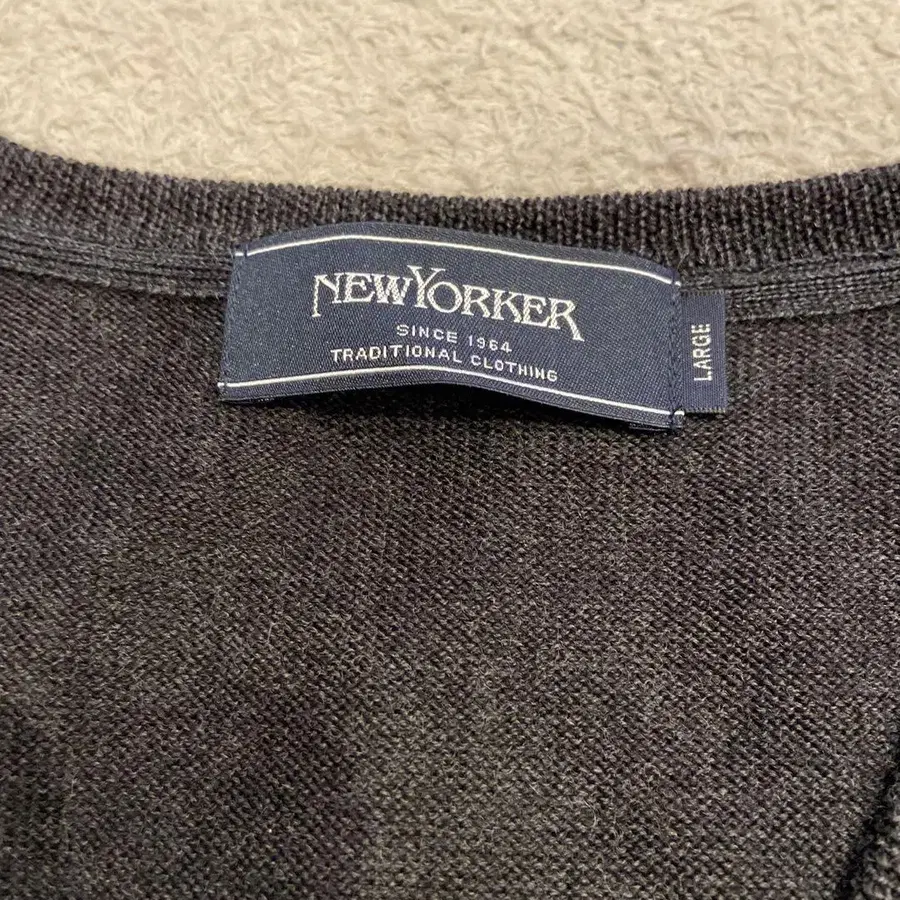 NEWYORKER
SINCE 1964
TRADITIONAL CLOTHING
LARGE